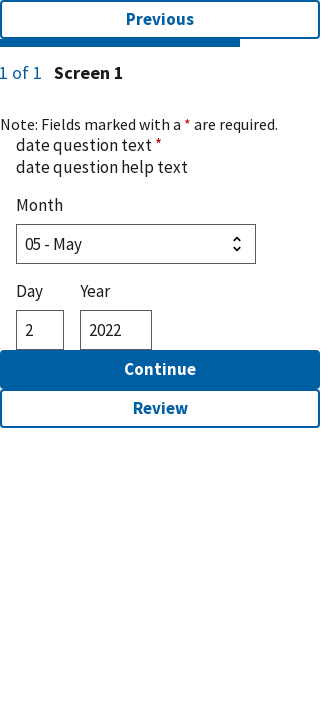 Previous
1 of 1 Screen 1
Note: Fields marked with a * are required.
date question text *
date question help text
Month
05 - May
Day Year
2 2022
Continue
Review